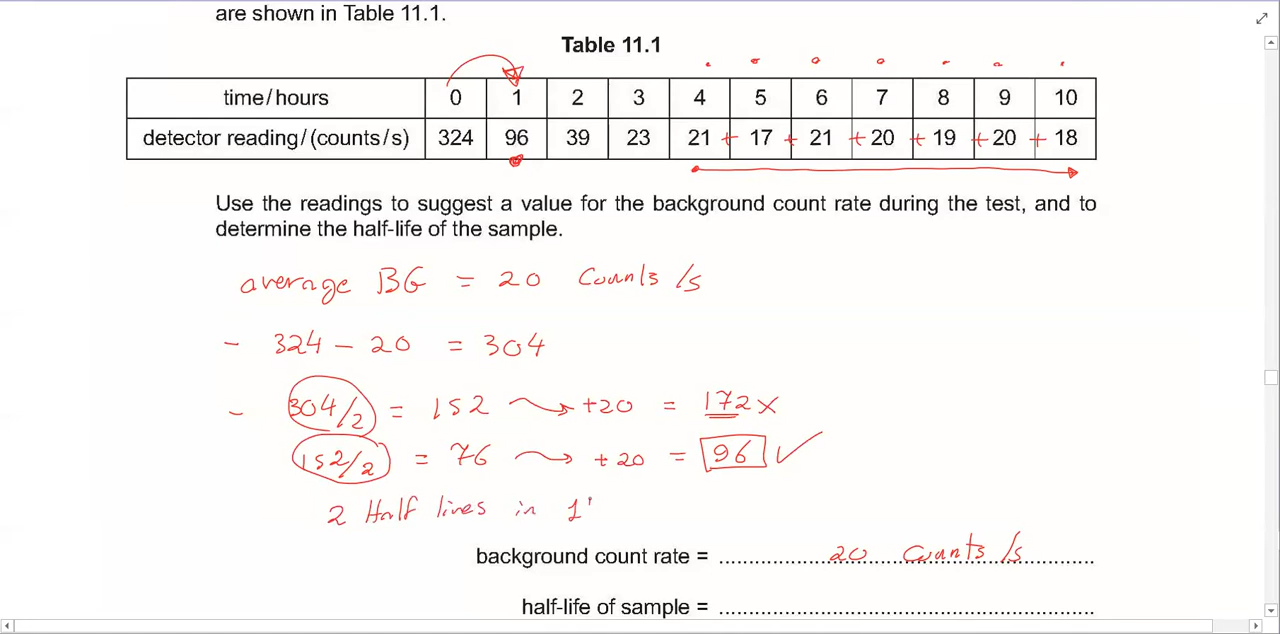 are shown in Table 11.1.
Table 11.1
time/hours 0 1 2 3 4 5 6 7 8 9 10
detector reading/(counts/s) 324 96 39 23 21 + 17 + 21 + 20 + 19 + 20 + 18
Use the readings to suggest a value for the background count rate during the test, and to
determine the half-life of the sample.
average BG = 20 Counts/s
- 324 - 20 = 304
- 304/2 = 152 → +20 = 172 x
152/2 = 76 → +20 = 96 ✓
2 Half lives in 1'
background count rate = 20 counts/s
half-life of sample =